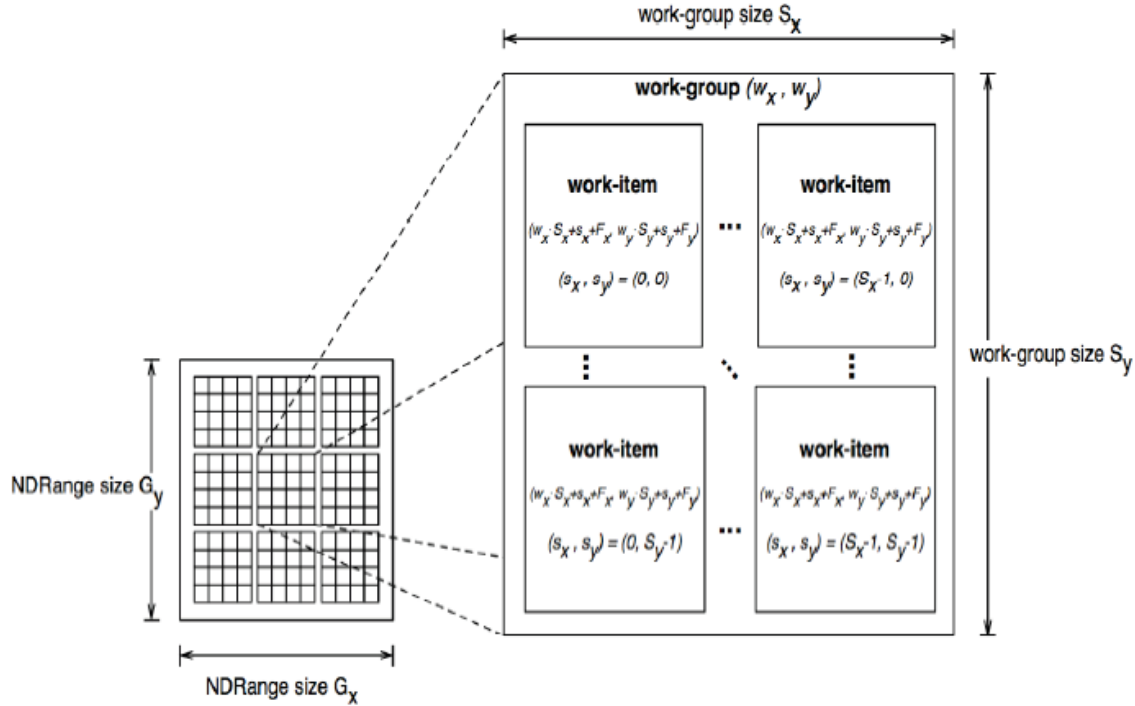 work-group size Sx
work-group (wx , wy)
work-item
(wx·Sx+sx+Fx, wy·Sy+sy+Fy)
(sx , sy) = (0, 0)
...
work-item
(wx·Sx+sx+Fx, wy·Sy+sy+Fy)
(sx , sy) = (Sx-1, 0)
work-group size Sy
work-item
(wx·Sx+sx+Fx, wy·Sy+sy+Fy)
(sx , sy) = (0, Sy-1)
...
work-item
(wx·Sx+sx+Fx, wy·Sy+sy+Fy)
(sx , sy) = (Sx-1, Sy-1)
NDRange size Gy
NDRange size Gx